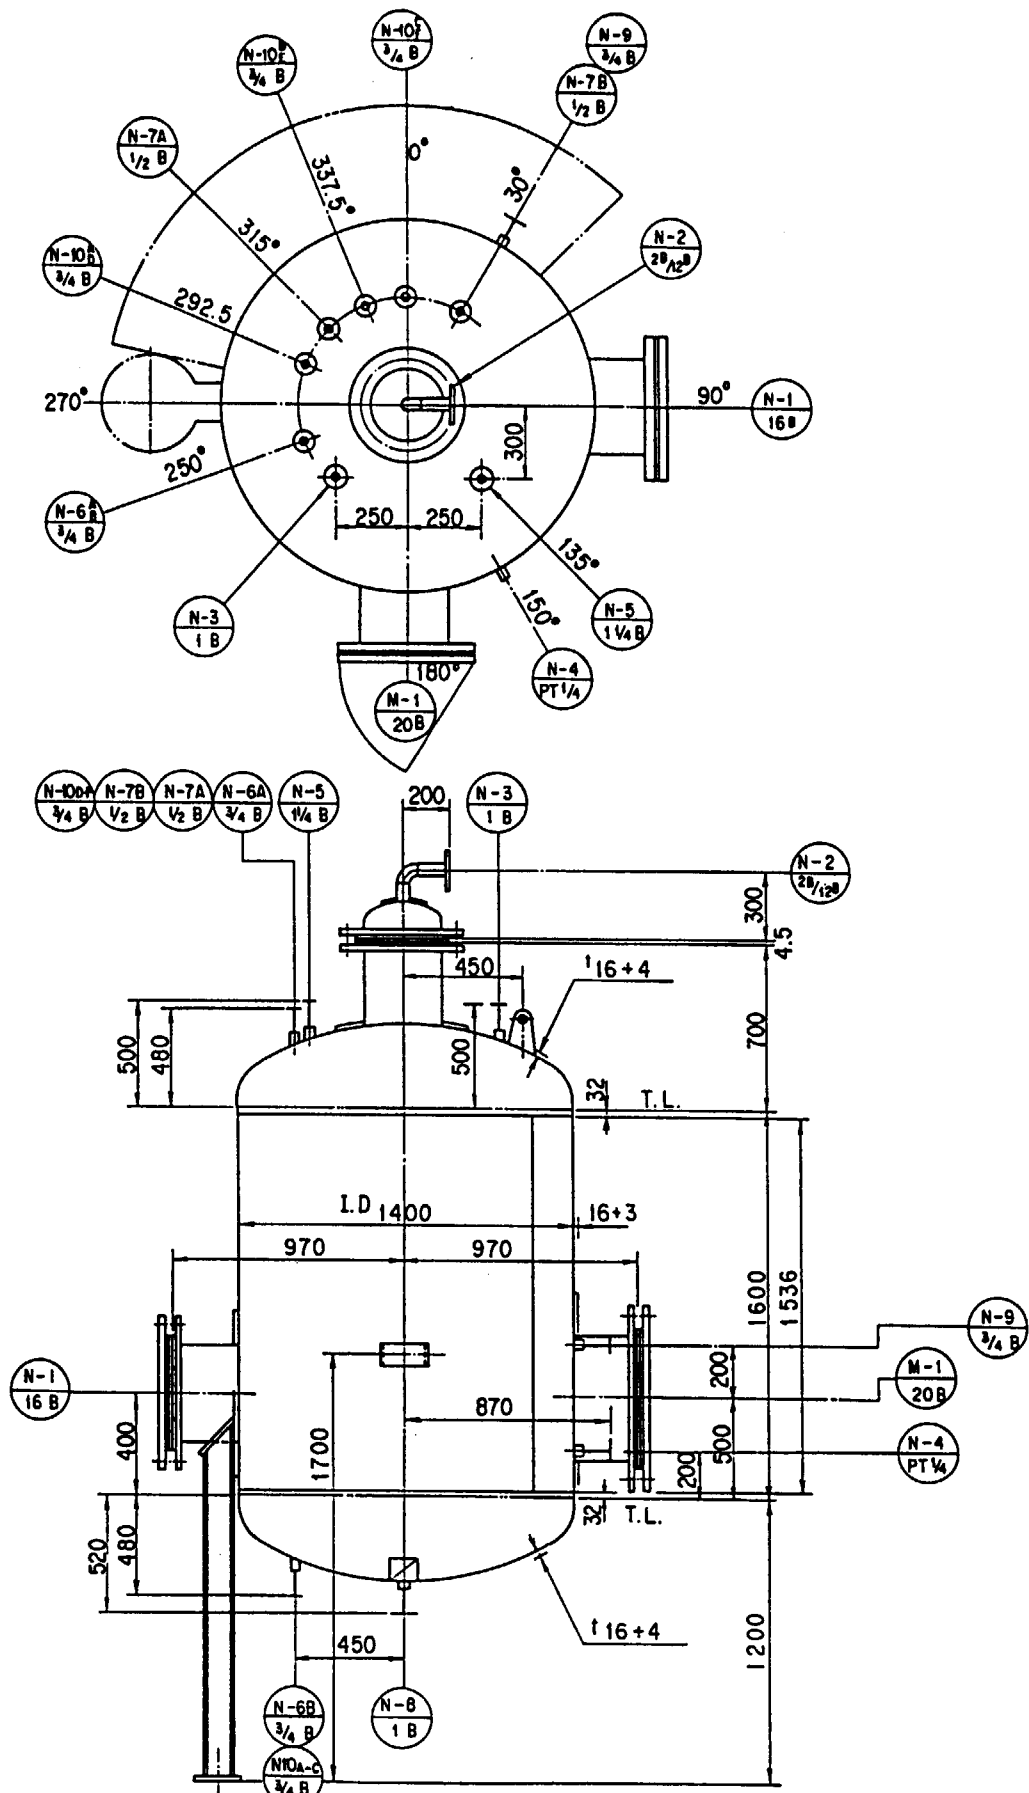 N-10 C F
3/4 B
N-9
3/4 B
N-10 B E
3/4 B
N-7B
1/2 B
N-7A
1/2 B
0°
337.5°
30°
315°
N-2
2B/12B
N-10 A D
3/4 B
292.5
270°
90°
N-1
16B
300
250°
N-6 A B
3/4 B
250
250
135°
150°
N-3
1 B
N-5
1 1/4 B
180°
N-4
PT 1/4
M-1
20B
N-10D-F
3/4 B
N-7B
1/2 B
N-7A
1/2 B
N-6A
3/4 B
N-5
1 1/4 B
200
N-3
1 B
N-2
2B/12B
300
4.5
450
t16+4
700
500
480
500
32
T.L.
I.D 1400
16+3
970
970
1600
1536
N-9
3/4 B
N-1
16 B
200
M-1
20B
870
400
1700
500
N-4
PT 1/4
200
32
T.L.
480
520
t16+4
1200
450
N-6B
3/4 B
N-8
1 B
N10A-C
3/4 B